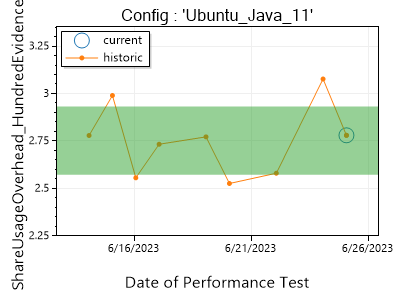 Config : 'Ubuntu_Java_11'
current
historic
ShareUsageOverhead_HundredEvidence
3.25
3
2.75
2.5
2.25
6/16/2023
6/21/2023
6/26/2023
Date of Performance Test